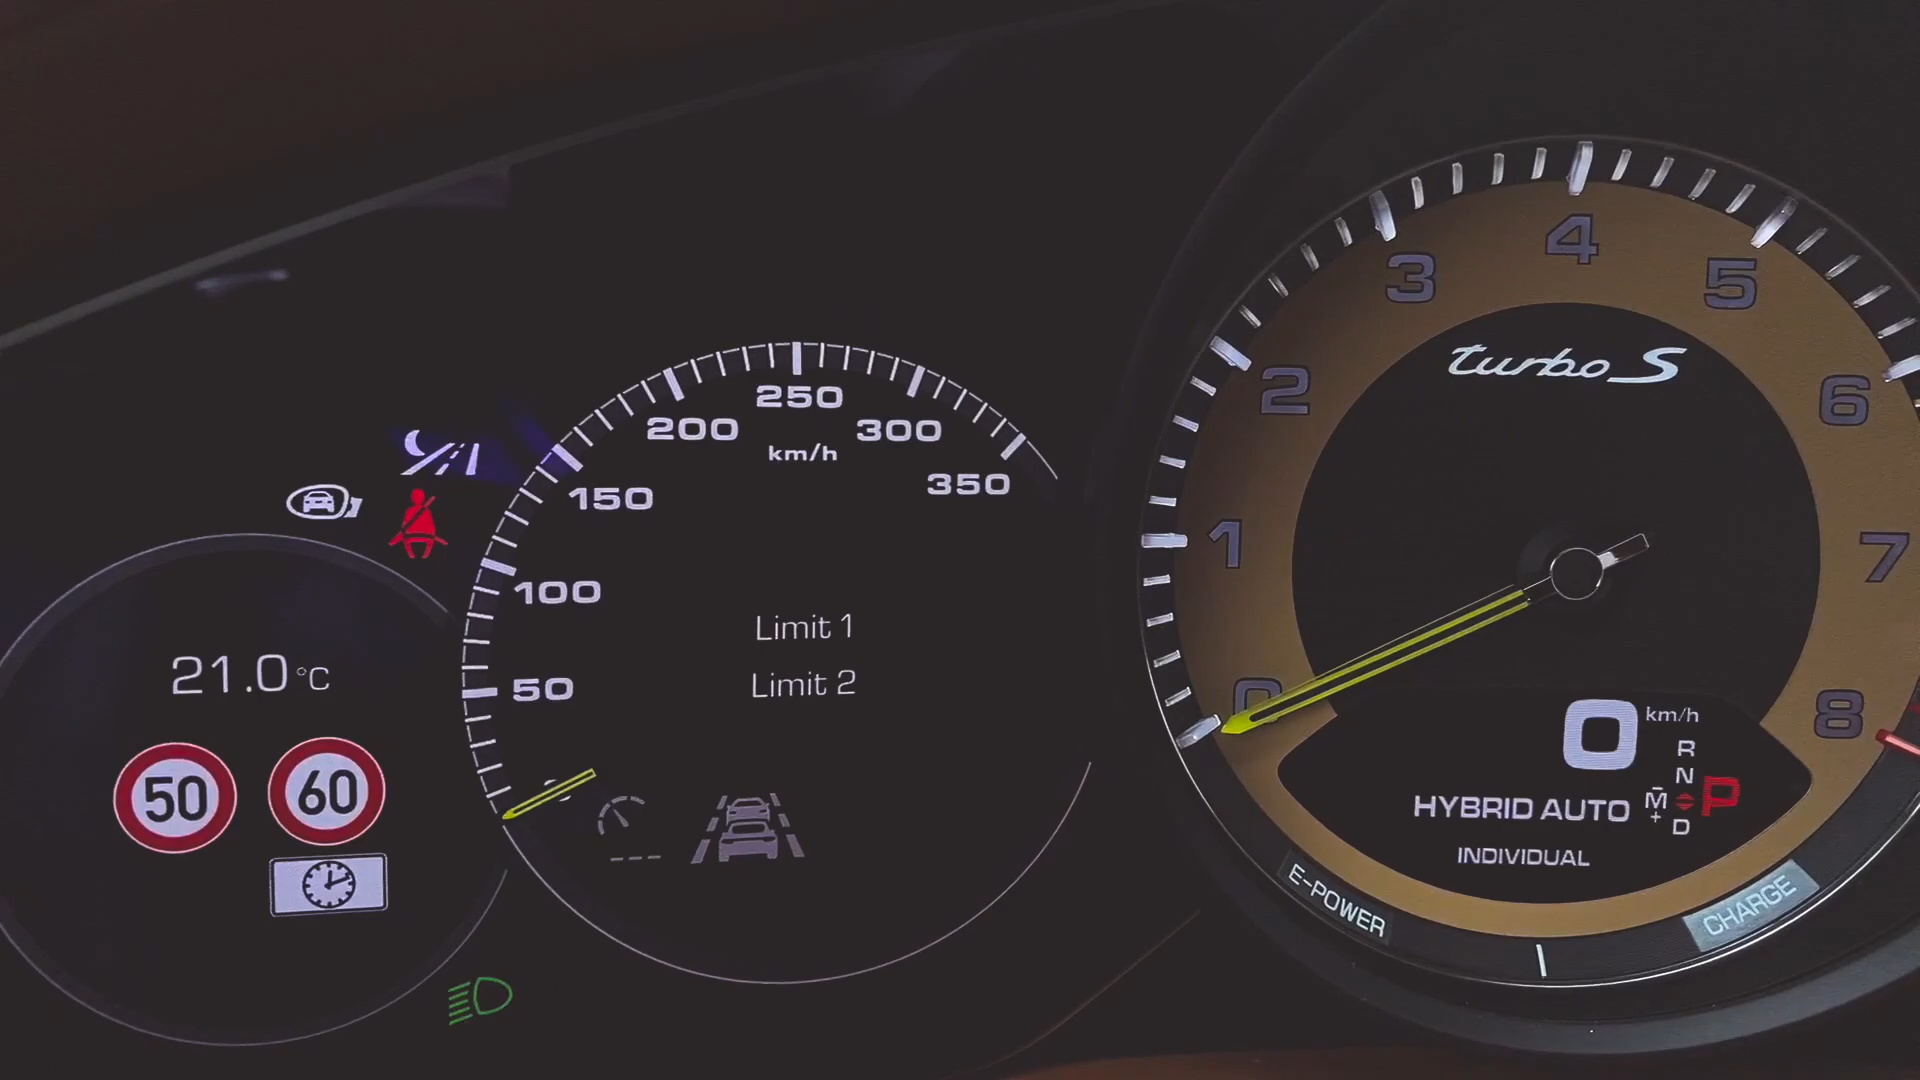 21.0 °C
50
60
50
100
150
200
250
300
350
km/h
Limit 1
Limit 2
0
1
2
3
4
5
6
7
8
turbo S
0 km/h
R
N
M
+
D
P
HYBRID AUTO
INDIVIDUAL
E-POWER
CHARGE